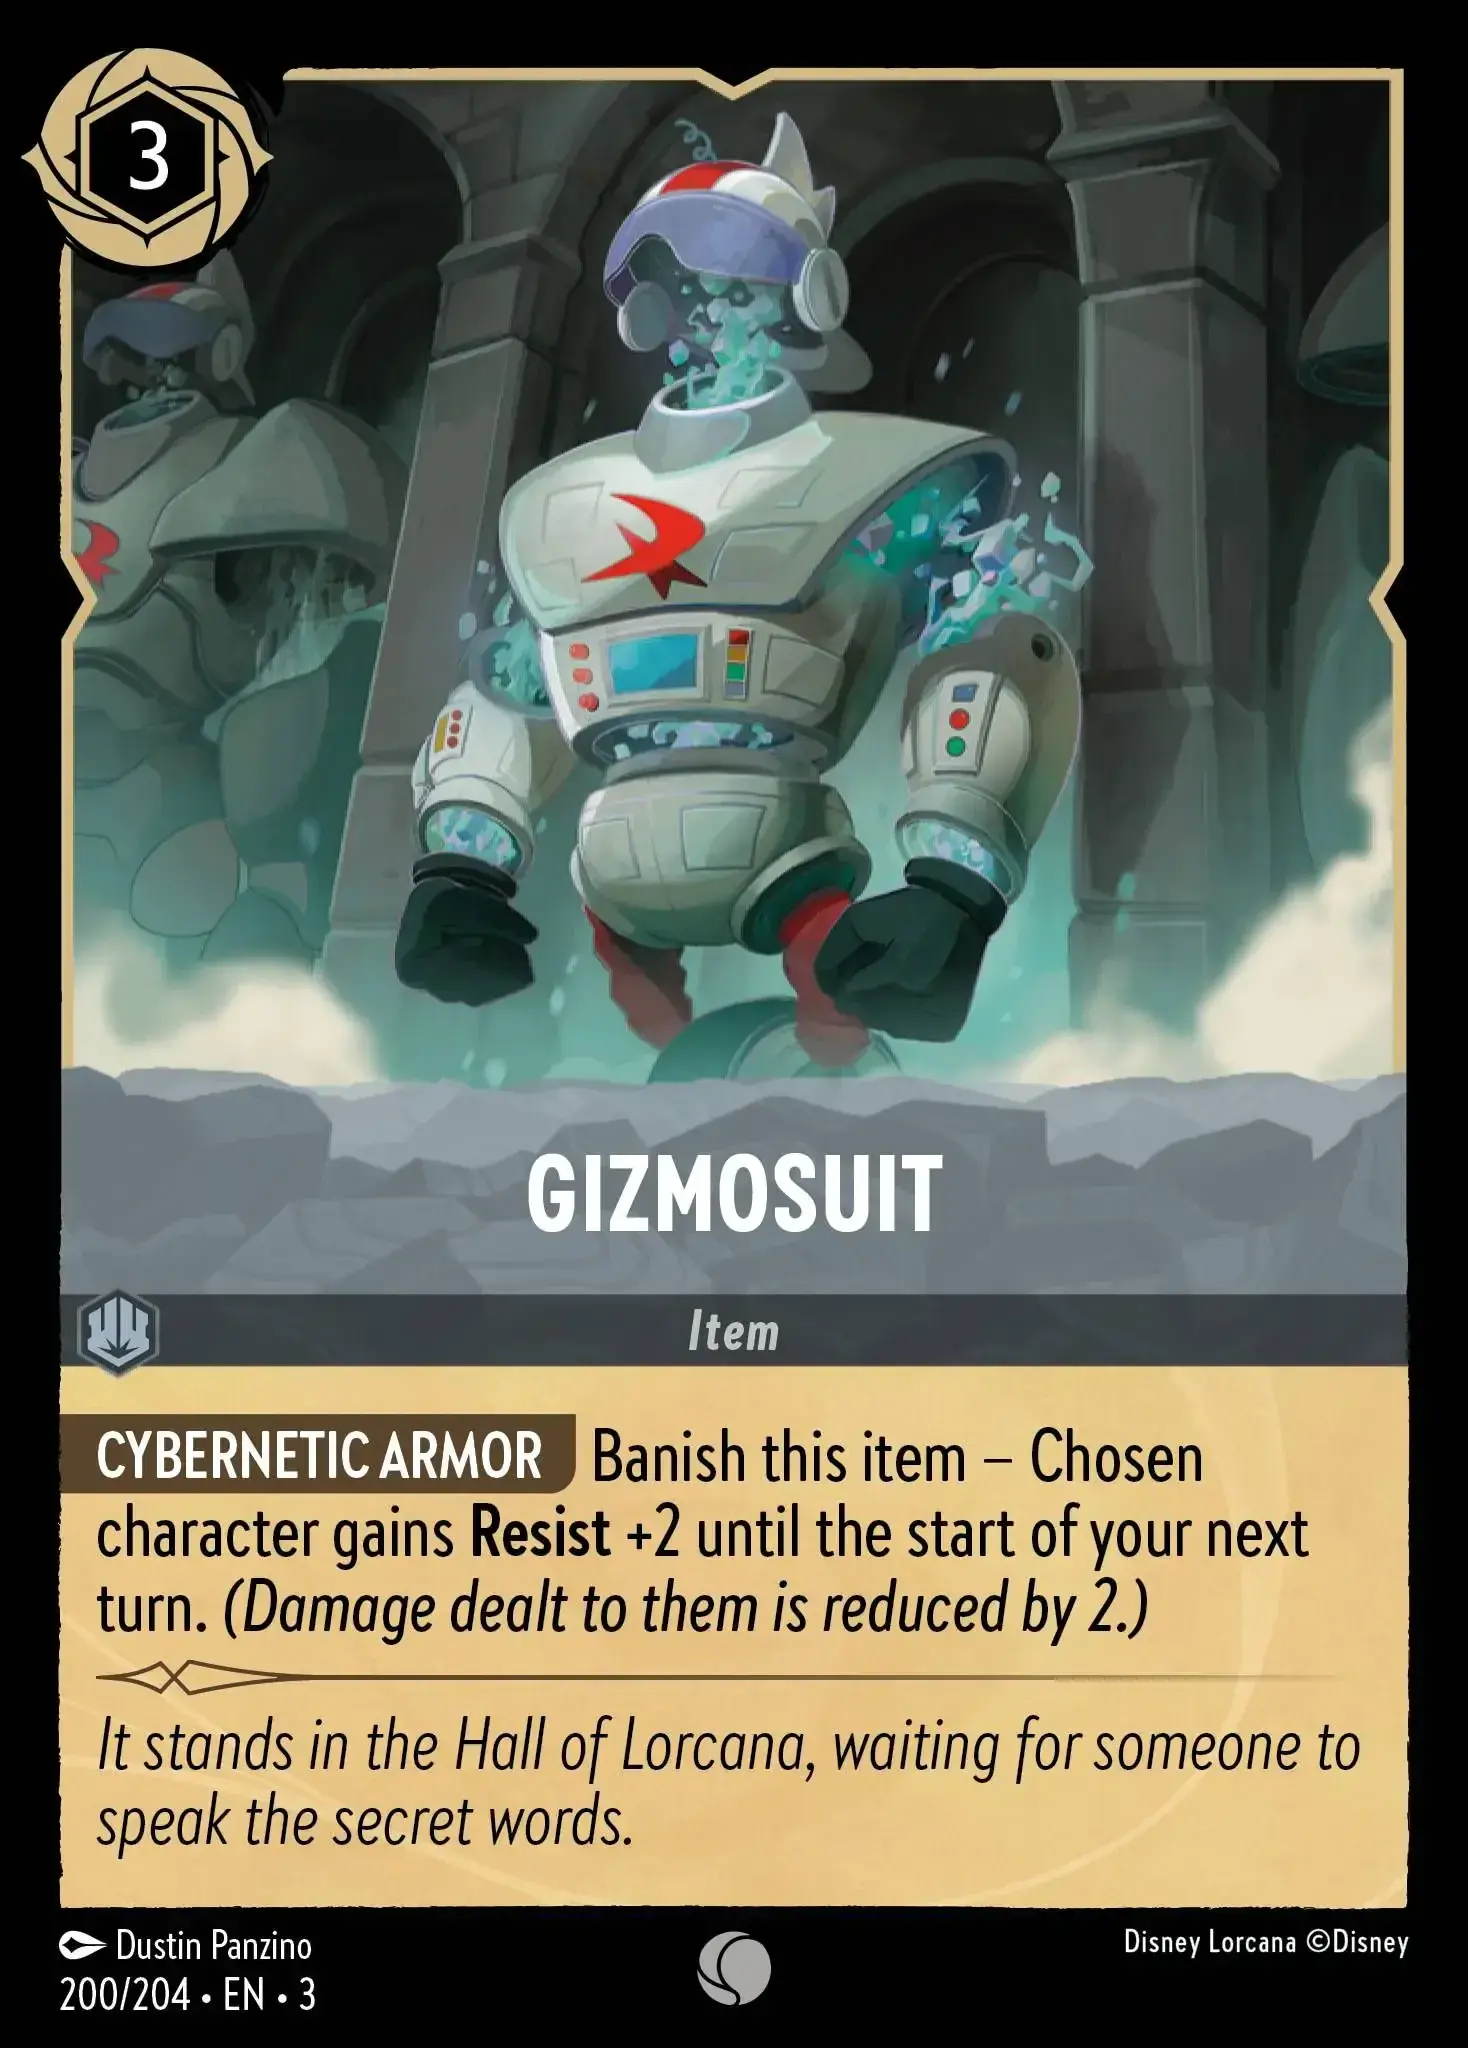 3
GIZMOSUIT
Item
CYBERNETIC ARMOR Banish this item – Chosen
character gains Resist +2 until the start of your next
turn. (Damage dealt to them is reduced by 2.)
It stands in the Hall of Lorcana, waiting for someone to
speak the secret words.
Dustin Panzino
Disney Lorcana ©Disney
200/204 • EN • 3